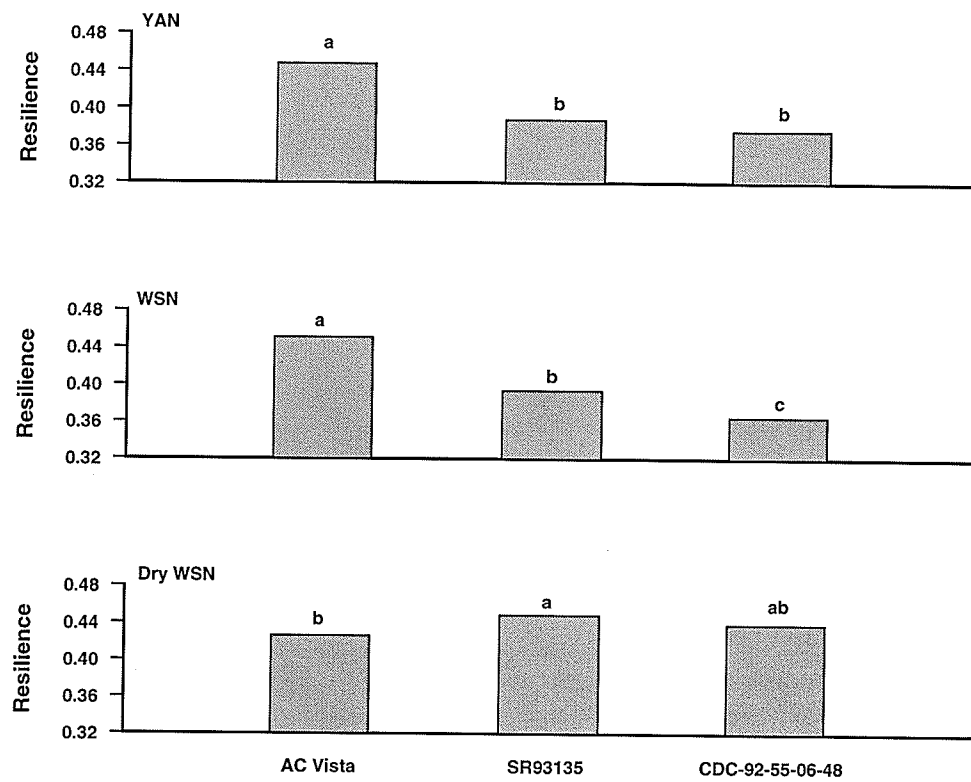 YAN
0.48
a
0.44
b
b
0.40
0.36
0.32
Resilience
WSN
0.48
a
0.44
b
0.40
c
0.36
0.32
Resilience
Dry WSN
0.48
b
a
ab
0.44
0.40
0.36
0.32
Resilience
AC Vista
SR93135
CDC-92-55-06-48